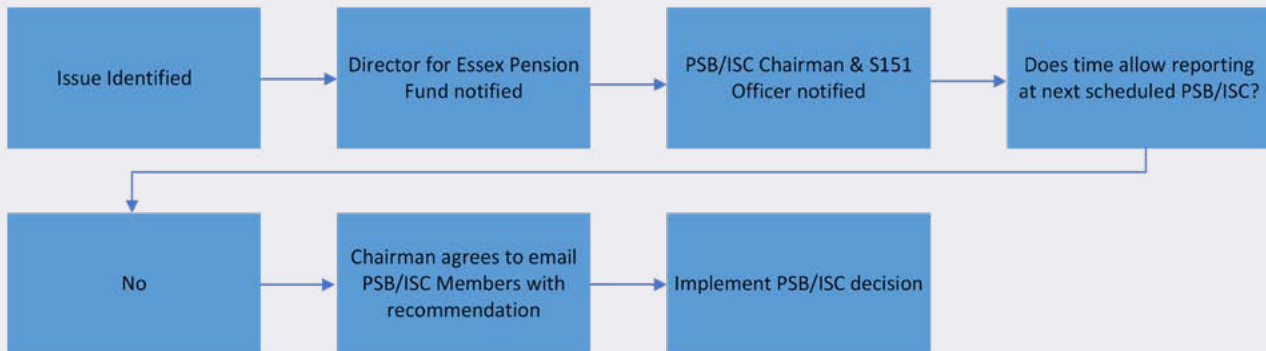 Issue Identified
Director for Essex Pension
Fund notified
PSB/ISC Chairman & S151
Officer notified
Does time allow reporting
at next scheduled PSB/ISC?
No
Chairman agrees to email
PSB/ISC Members with
recommendation
Implement PSB/ISC decision